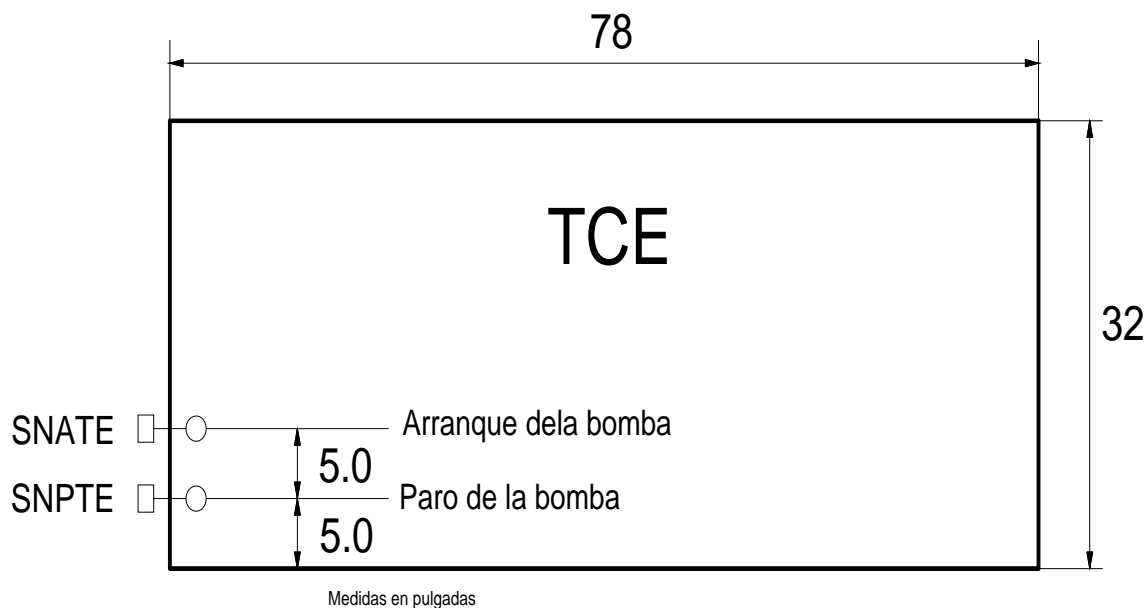 78
TCE
32
SNATE
Arranque dela bomba
5.0
SNPTE
Paro de la bomba
5.0
Medidas en pulgadas